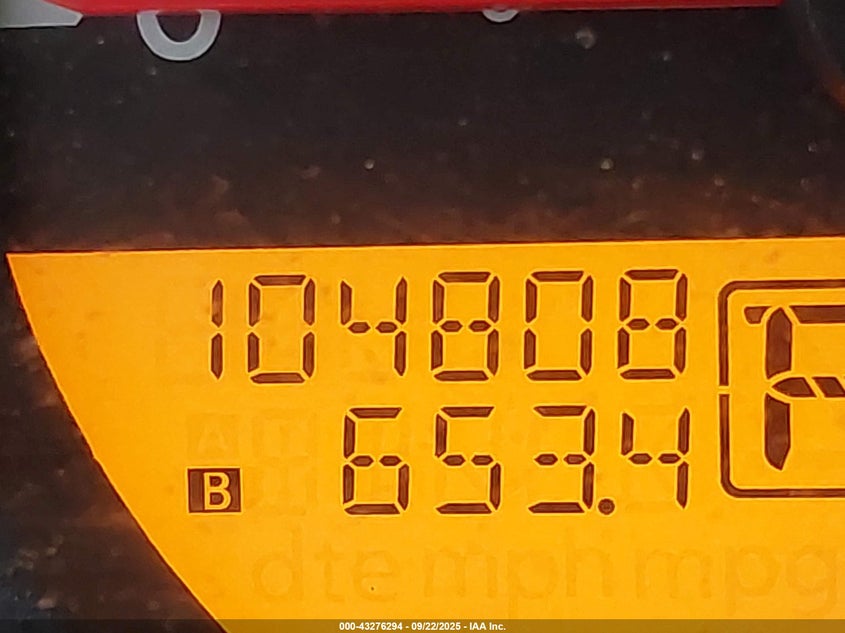 104808
653.4
B
dte mph mpg
000-43276294 - 09/22/2025 - IAA Inc.